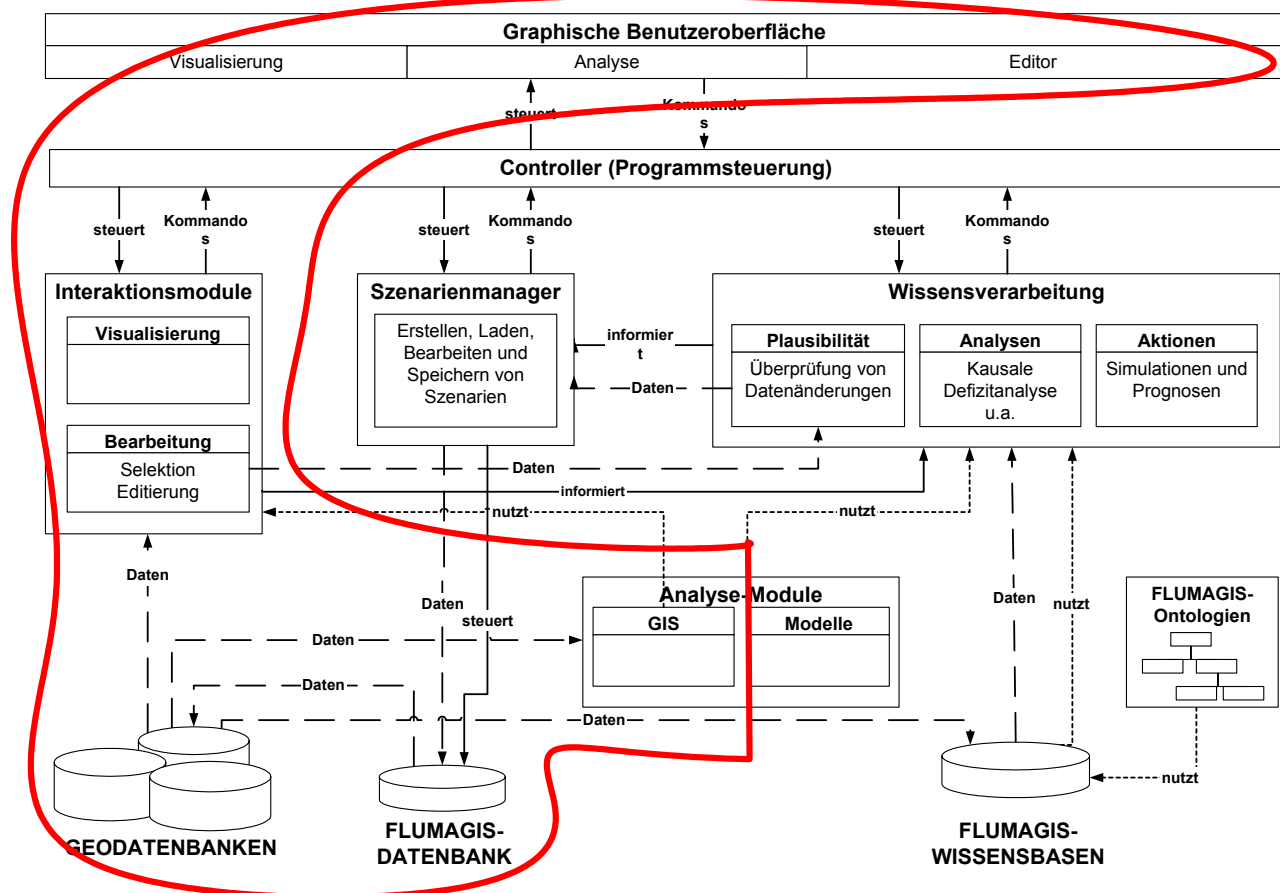 Graphische Benutzeroberfläche
Visualisierung
Analyse
Editor
steuert
Kommando
s
Controller (Programmsteuerung)
steuert
Kommando
s
steuert
Kommando
s
steuert
Kommando
s
Interaktionsmodule
Visualisierung
Bearbeitung
Selektion
Editierung
Szenarienmanager
Erstellen, Laden,
Bearbeiten und
Speichern von
Szenarien
informier
t
Daten
Wissensverarbeitung
Plausibilität
Überprüfung von
Datenänderungen
Analysen
Kausale
Defizitanalyse
u.a.
Aktionen
Simulationen und
Prognosen
Daten
informiert
nutzt
nutzt
Daten
Daten
Daten
steuert
Daten
Daten
Analyse-Module
GIS
Modelle
Daten
nutzt
FLUMAGIS-
Ontologien
nutzt
GEODATENBANKEN
FLUMAGIS-
DATENBANK
FLUMAGIS-
WISSENSBASEN